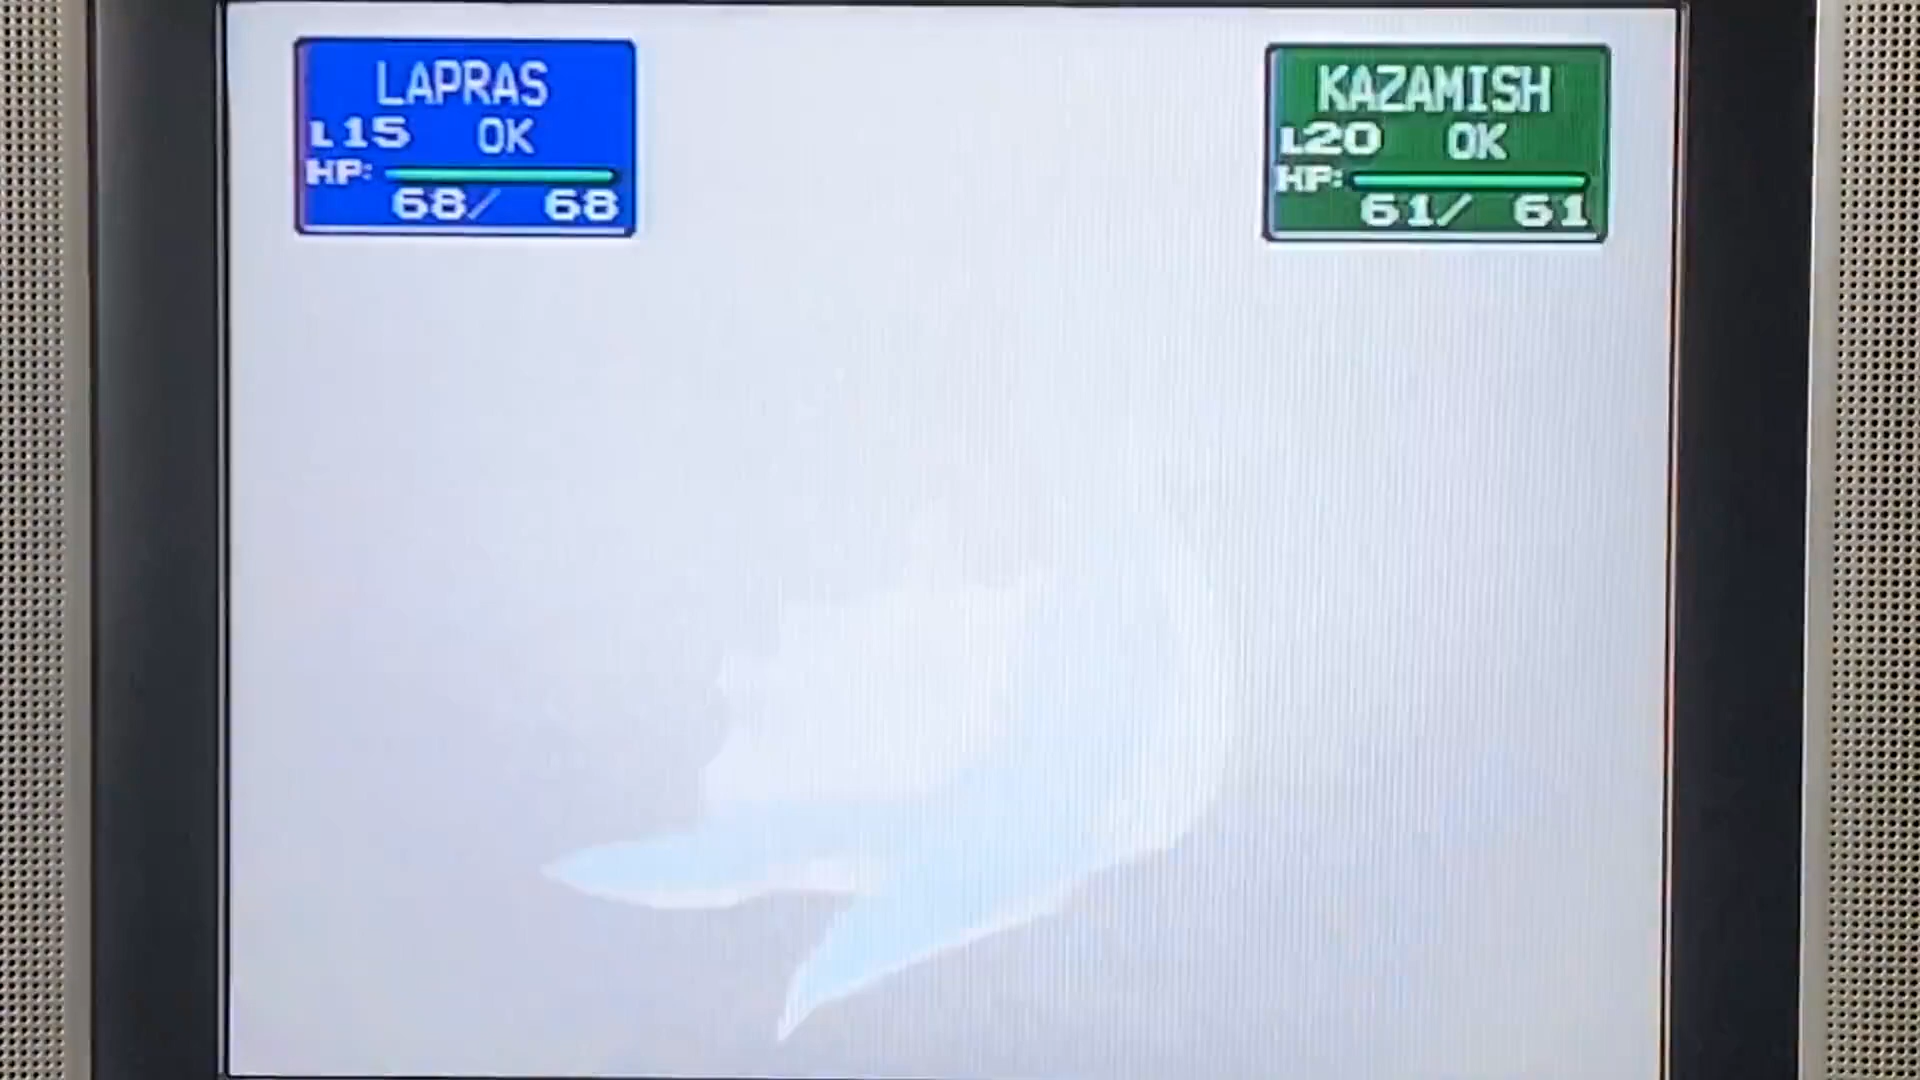 LAPRAS
L15 OK
HP:
68/ 68
KAZAMISH
L20 OK
HP:
61/ 61